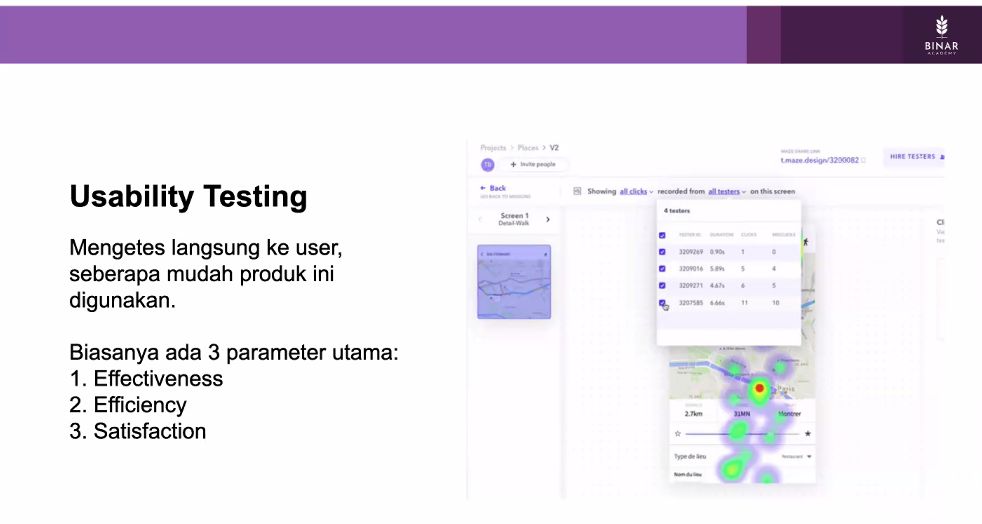 BINAR
ACADEMY
Usability Testing
Mengetes langsung ke user,
seberapa mudah produk ini
digunakan.
Biasanya ada 3 parameter utama:
1. Effectiveness
2. Efficiency
3. Satisfaction
Projects > Places > V2
TB
+ Invite people
MAZE SHARE LINK
t.maze.design/3200082
HIRE TESTERS
← Back
GO BACK TO MISSIONS
Showing all clicks recorded from all testers on this screen
Screen 1
Detail-Walk
4 testers
TESTER ID DURATION CLICKS MISCLICKS
3209269 0.90s 1 0
3209016 5.89s 5 4
3209271 4.67s 6 5
3207585 6.66s 11 10
Paris
2.7km 31MN Montrer
Type de lieu Restaurant
Nom du lieu